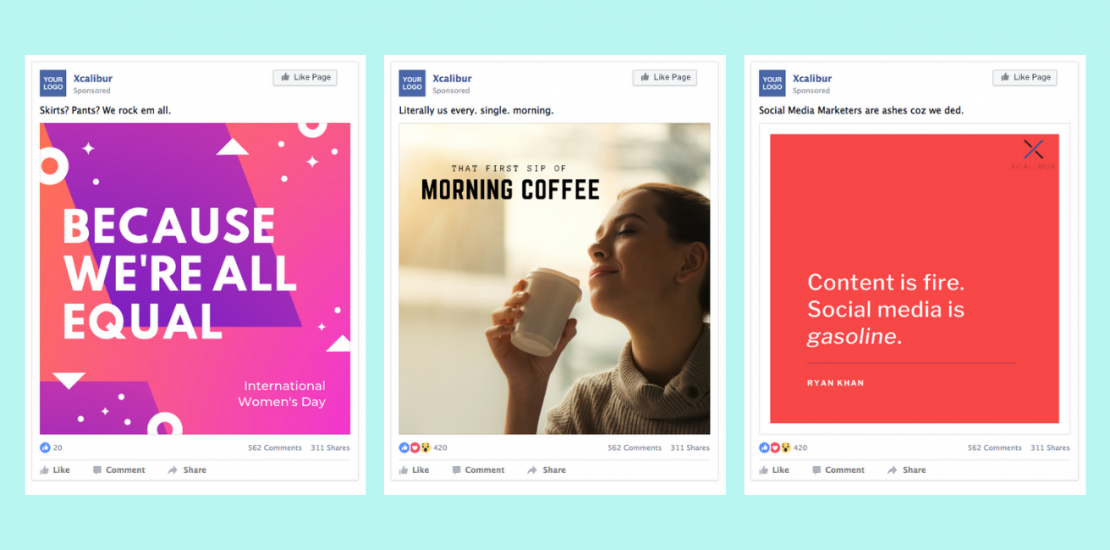 YOUR
LOGO
Xcalibur
Sponsored
Like Page
Skirts? Pants? We rock em all.
BECAUSE
WE'RE ALL
EQUAL
International
Women's Day
20
562 Comments 311 Shares
Like Comment Share
YOUR
LOGO
Xcalibur
Sponsored
Like Page
Literally us every. single. morning.
THAT FIRST SIP OF
MORNING COFFEE
420
562 Comments 311 Shares
Like Comment Share
YOUR
LOGO
Xcalibur
Sponsored
Like Page
Social Media Marketers are ashes coz we ded.
XCALIBUR
Content is fire.
Social media is
gasoline.
RYAN KHAN
420
562 Comments 311 Shares
Like Comment Share